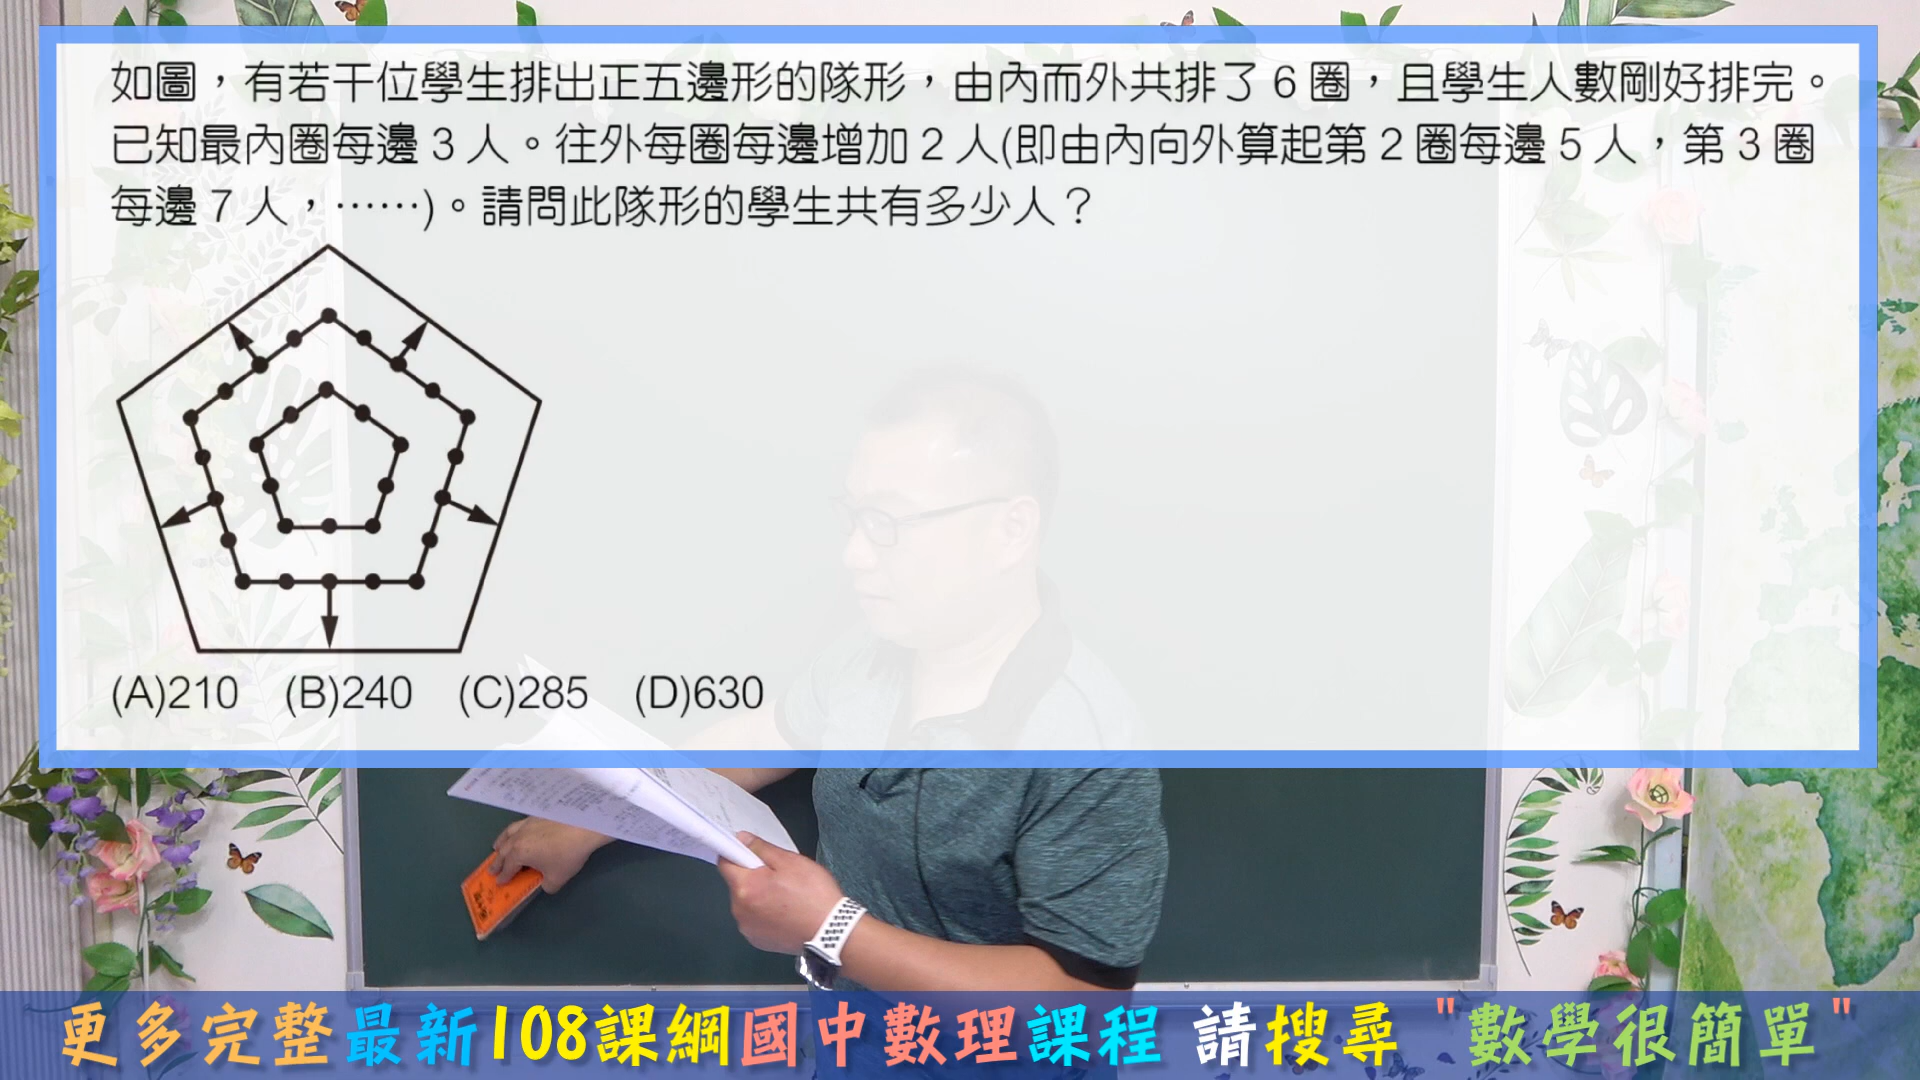 如圖，有若干位學生排出正五邊形的隊形，由內而外共排了 6 圈，且學生人數剛好排完。
已知最內圈每邊 3 人。往外每圈每邊增加 2 人(即由內向外算起第 2 圈每邊 5 人，第 3 圈
每邊 7 人，……)。請問此隊形的學生共有多少人？
(A)210 (B)240 (C)285 (D)630
更多完整最新108課綱國中數理課程 請搜尋 "數學很簡單"